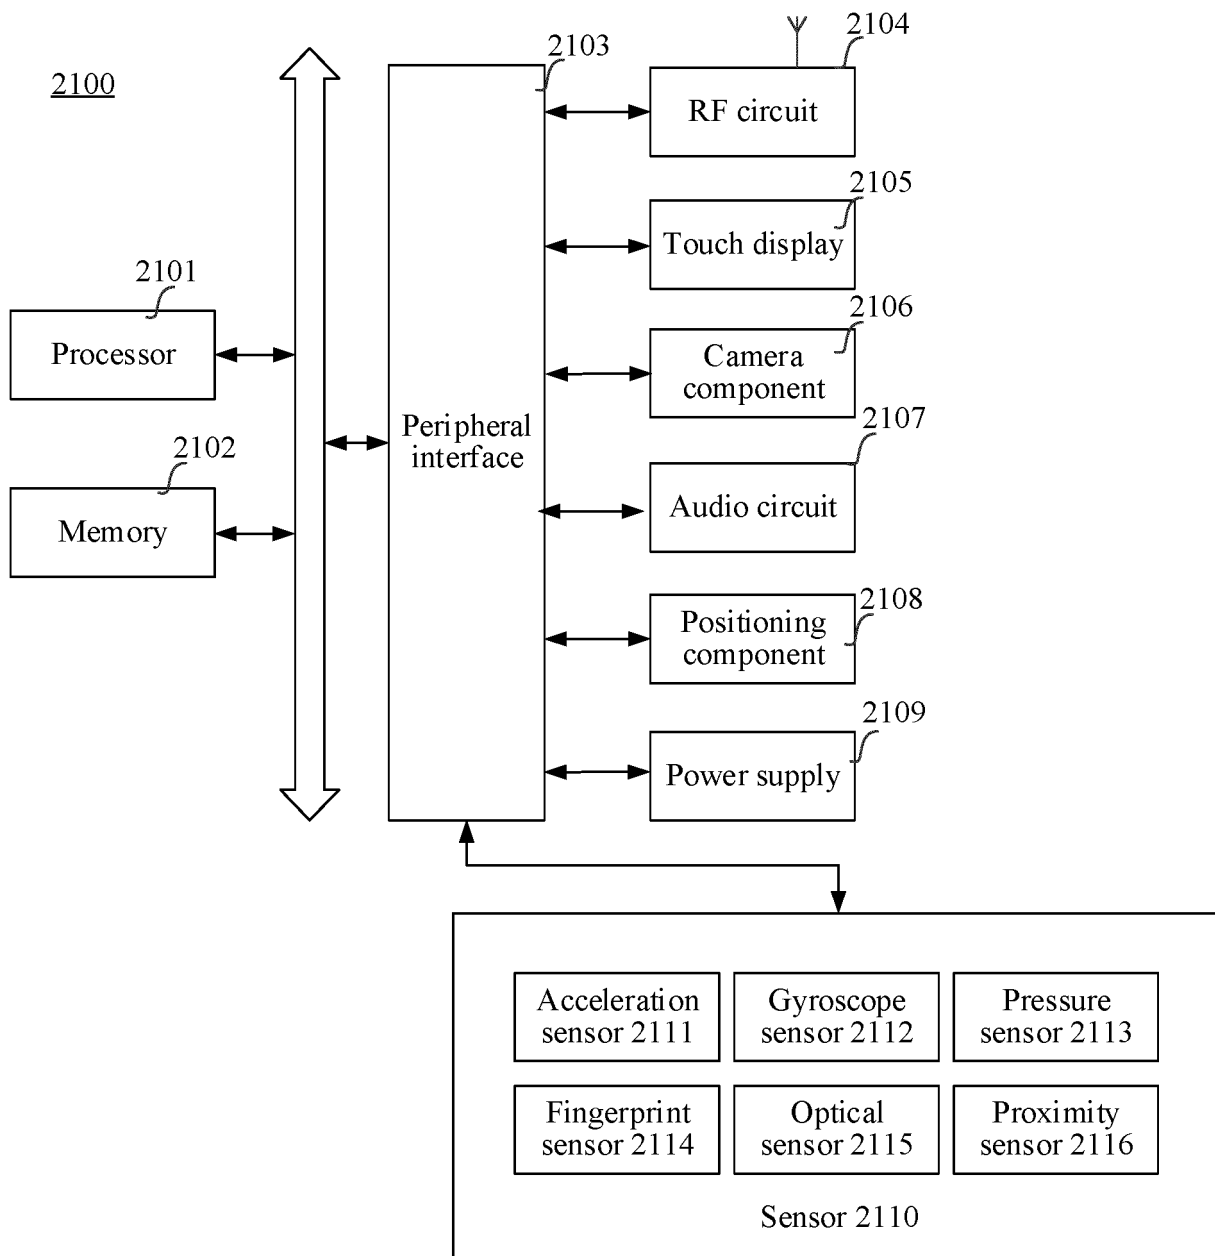 2100
2103
2104
RF circuit
2105
Touch display
2101
Processor
2106
Camera
component
2102
Memory
Peripheral
interface
2107
Audio circuit
2108
Positioning
component
2109
Power supply
Acceleration
sensor 2111
Gyroscope
sensor 2112
Pressure
sensor 2113
Fingerprint
sensor 2114
Optical
sensor 2115
Proximity
sensor 2116
Sensor 2110